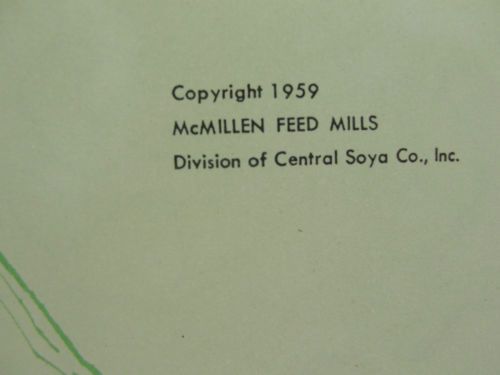 Copyright 1959
McMILLEN FEED MILLS
Division of Central Soya Co., Inc.